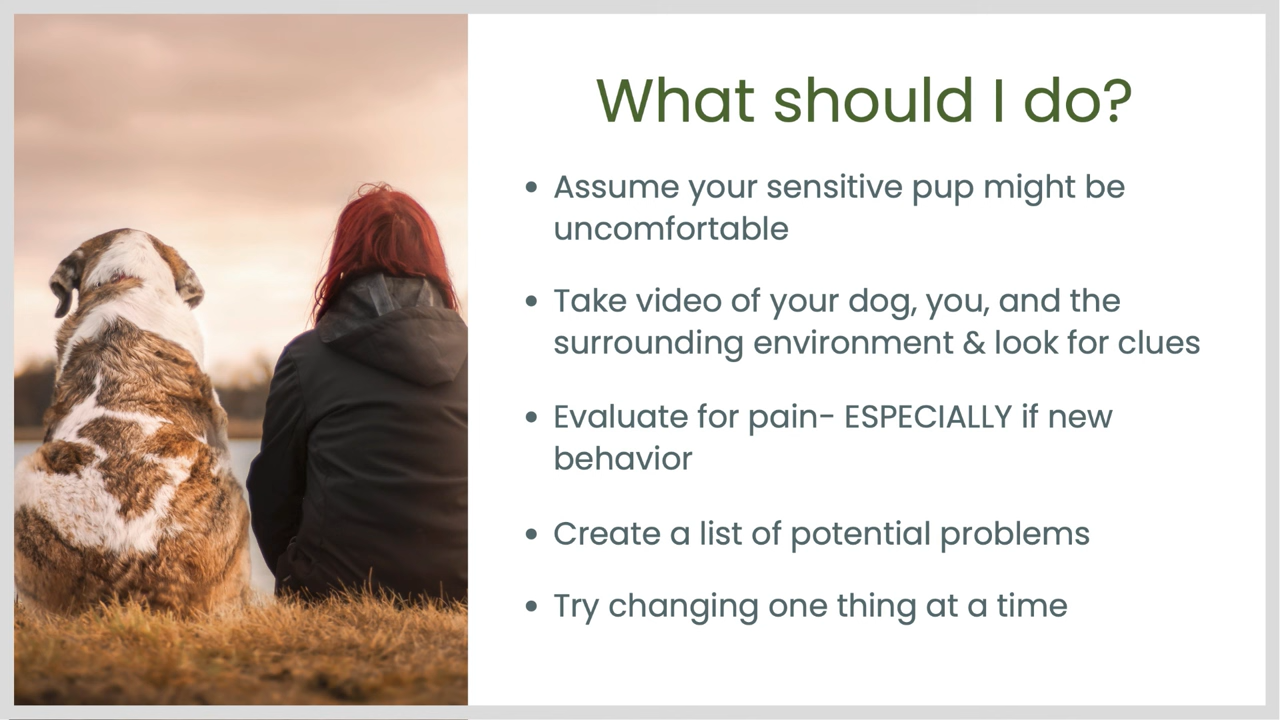 What should I do?
• Assume your sensitive pup might be
uncomfortable
• Take video of your dog, you, and the
surrounding environment & look for clues
• Evaluate for pain- ESPECIALLY if new
behavior
• Create a list of potential problems
• Try changing one thing at a time